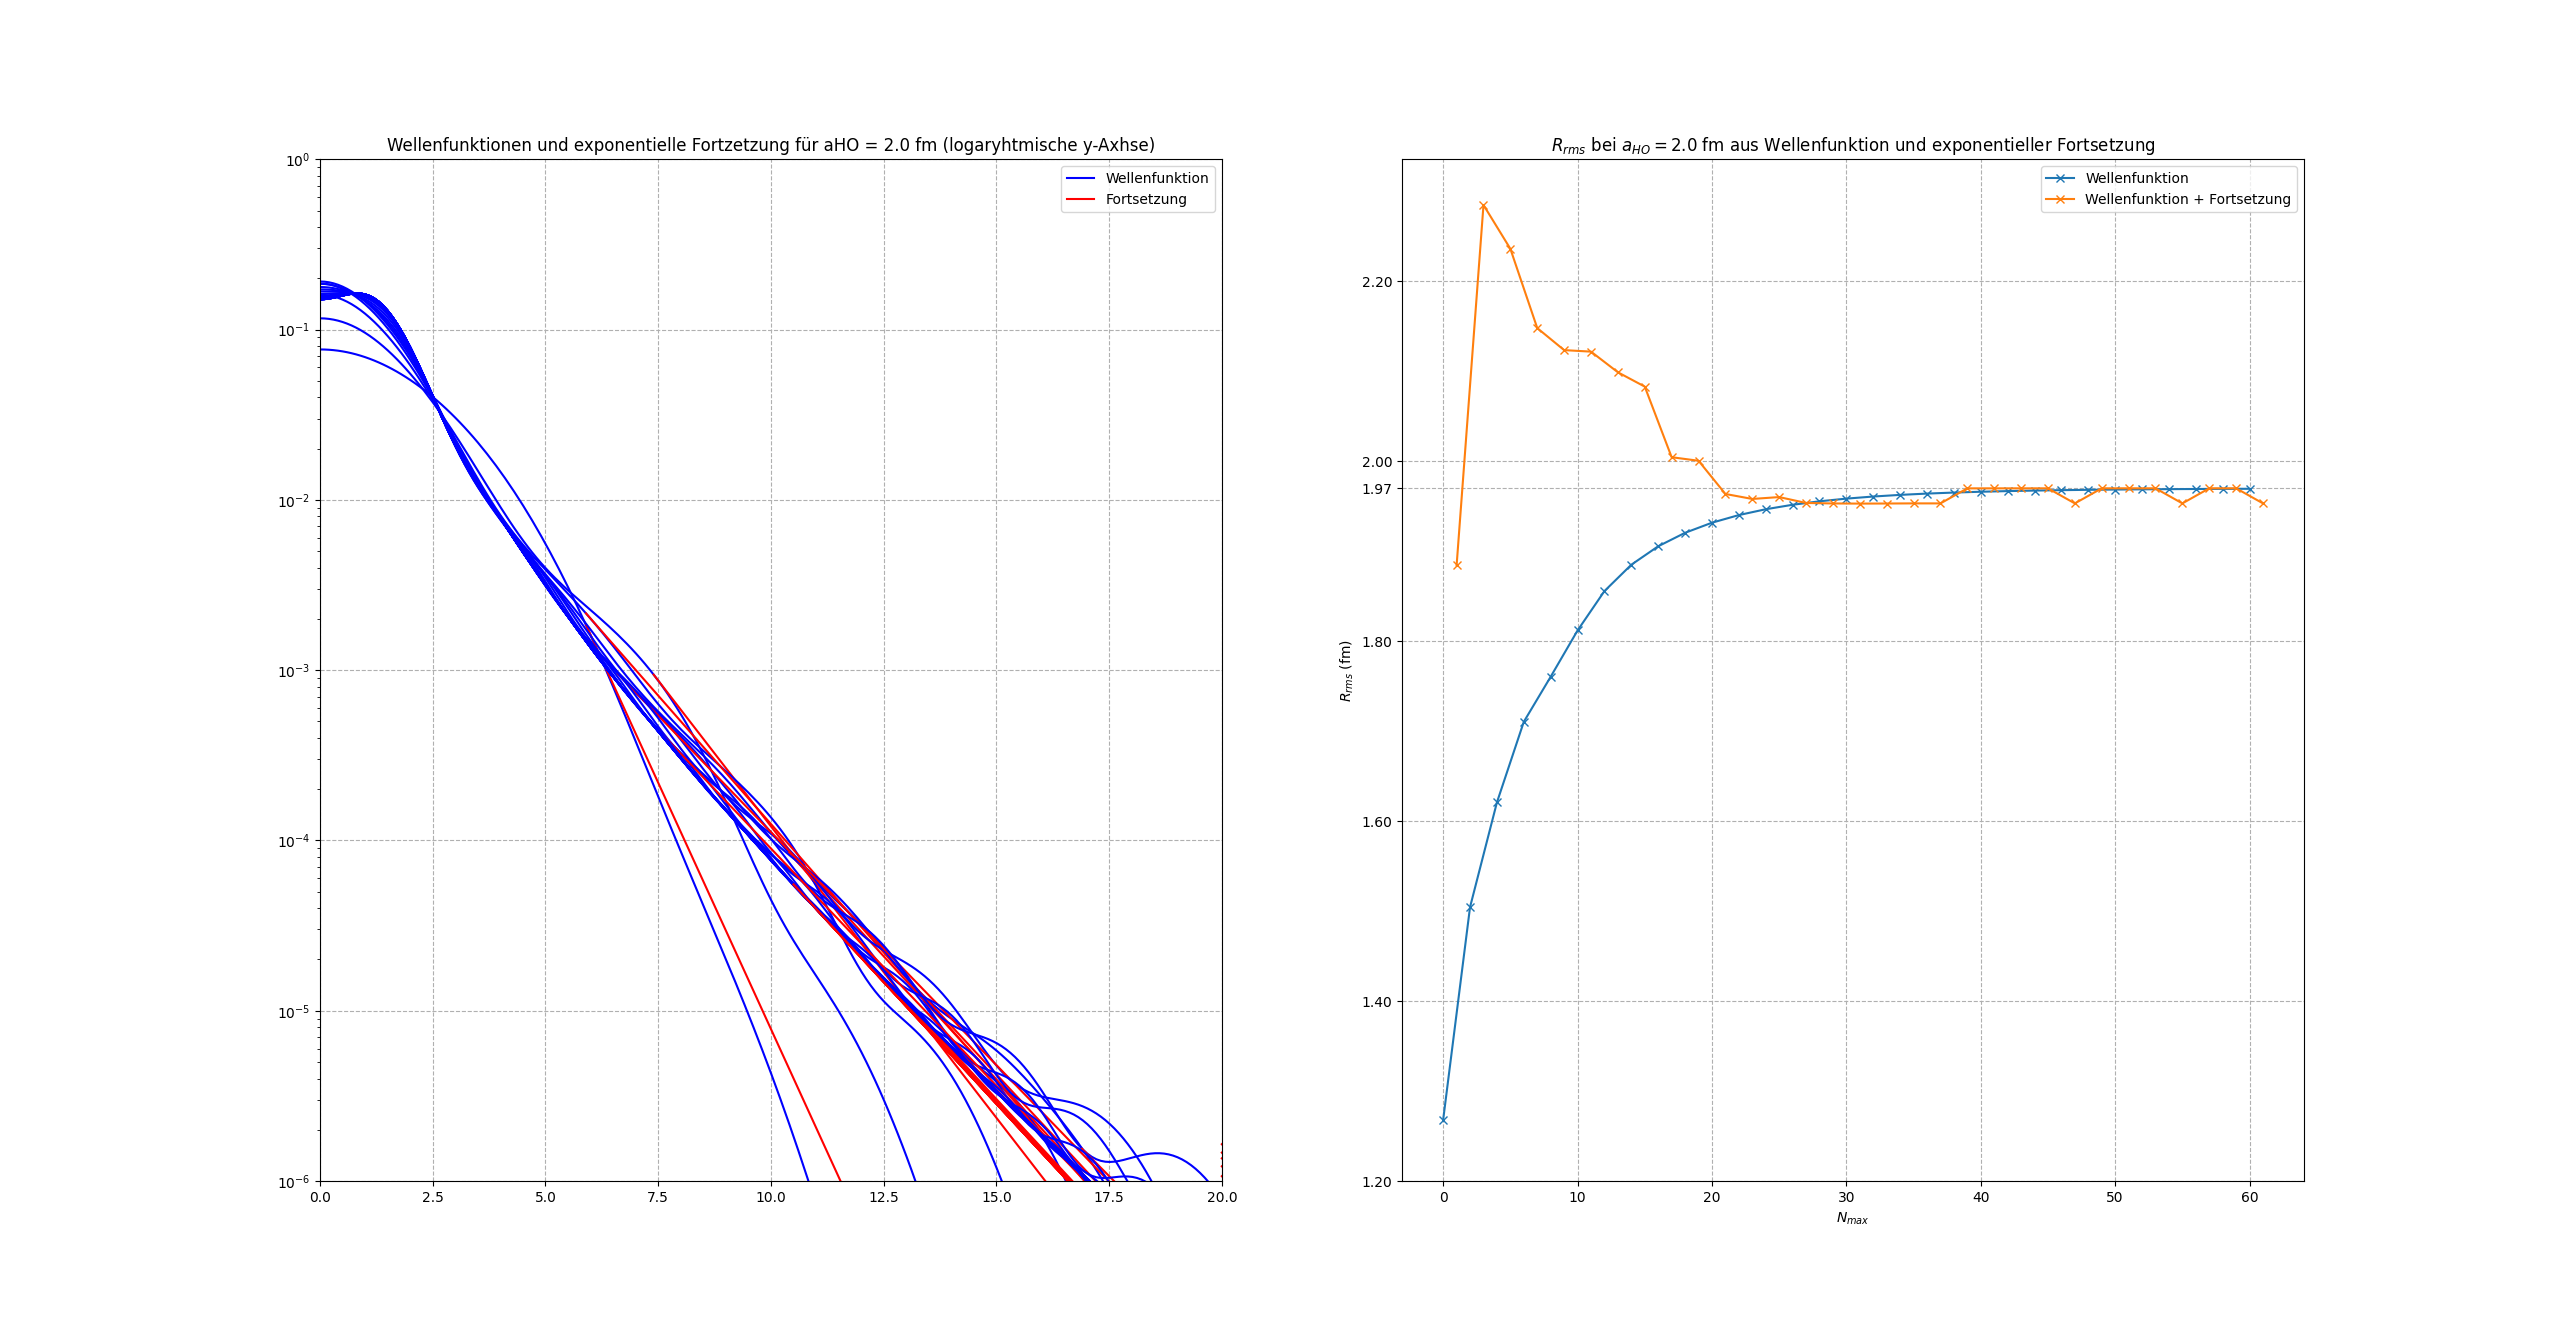 Wellenfunktionen und exponentielle Fortzetzung für aHO = 2.0 fm (logaryhtmische y-Axhse)
Wellenfunktion
Fortsetzung
10⁰
10⁻¹
10⁻²
10⁻³
10⁻⁴
10⁻⁵
10⁻⁶
0.0 2.5 5.0 7.5 10.0 12.5 15.0 17.5 20.0
R_rms bei a_HO = 2.0 fm aus Wellenfunktion und exponentieller Fortsetzung
Wellenfunktion
Wellenfunktion + Fortsetzung
2.20
2.00
1.97
1.80
1.60
1.40
1.20
R_rms (fm)
0 10 20 30 40 50 60
N_max